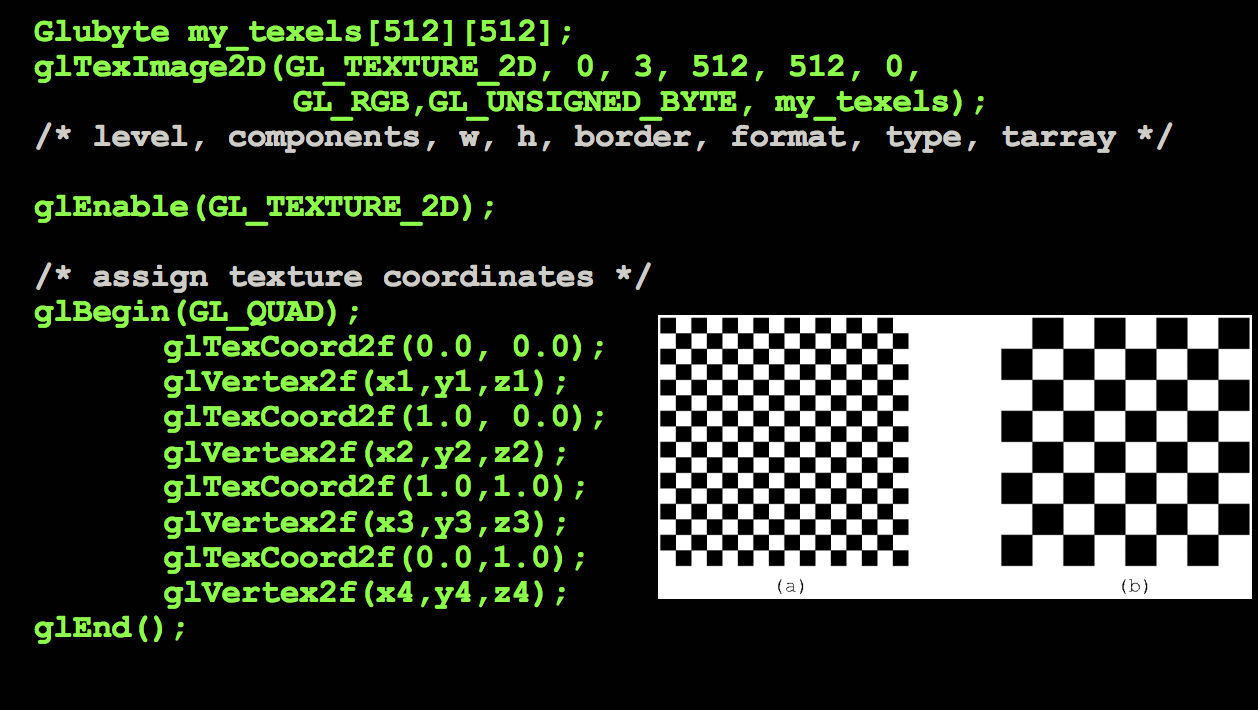 Glubyte my_texels[512][512];
glTexImage2D(GL_TEXTURE_2D, 0, 3, 512, 512, 0,
GL_RGB,GL_UNSIGNED_BYTE, my_texels);
/* level, components, w, h, border, format, type, tarray */
glEnable(GL_TEXTURE_2D);
/* assign texture coordinates */
glBegin(GL_QUAD);
glTexCoord2f(0.0, 0.0);
glVertex2f(x1,y1,z1);
glTexCoord2f(1.0, 0.0);
glVertex2f(x2,y2,z2);
glTexCoord2f(1.0,1.0);
glVertex2f(x3,y3,z3);
glTexCoord2f(0.0,1.0);
glVertex2f(x4,y4,z4);
glEnd();
(a)
(b)